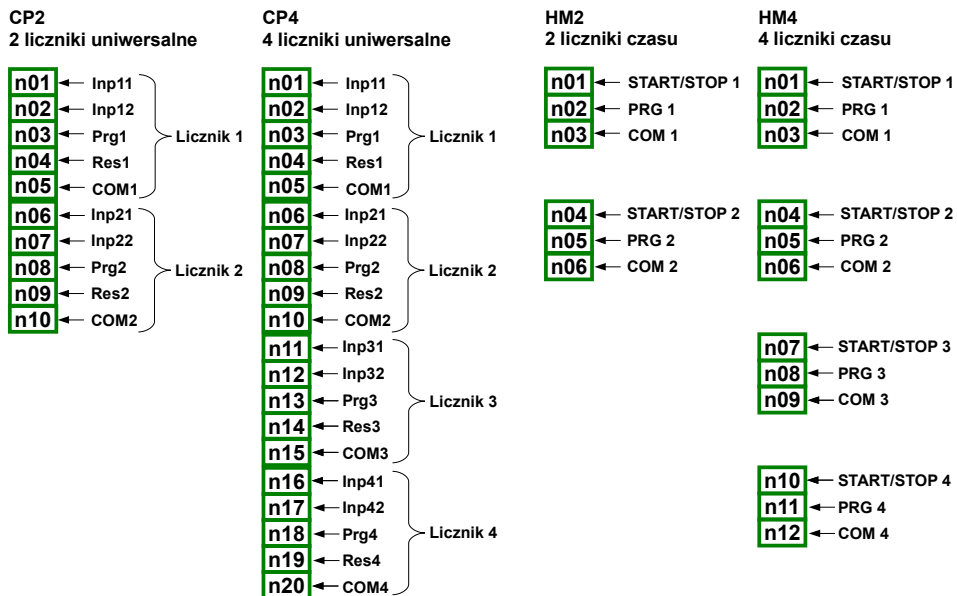 CP2
2 liczniki uniwersalne
n01 Inp11
n02 Inp12
n03 Prg1
n04 Res1
n05 COM1
Licznik 1
n06 Inp21
n07 Inp22
n08 Prg2
n09 Res2
n10 COM2
Licznik 2
CP4
4 liczniki uniwersalne
n01 Inp11
n02 Inp12
n03 Prg1
n04 Res1
n05 COM1
Licznik 1
n06 Inp21
n07 Inp22
n08 Prg2
n09 Res2
n10 COM2
Licznik 2
n11 Inp31
n12 Inp32
n13 Prg3
n14 Res3
n15 COM3
Licznik 3
n16 Inp41
n17 Inp42
n18 Prg4
n19 Res4
n20 COM4
Licznik 4
HM2
2 liczniki czasu
n01 START/STOP 1
n02 PRG 1
n03 COM 1
n04 START/STOP 2
n05 PRG 2
n06 COM 2
HM4
4 liczniki czasu
n01 START/STOP 1
n02 PRG 1
n03 COM 1
n04 START/STOP 2
n05 PRG 2
n06 COM 2
n07 START/STOP 3
n08 PRG 3
n09 COM 3
n10 START/STOP 4
n11 PRG 4
n12 COM 4